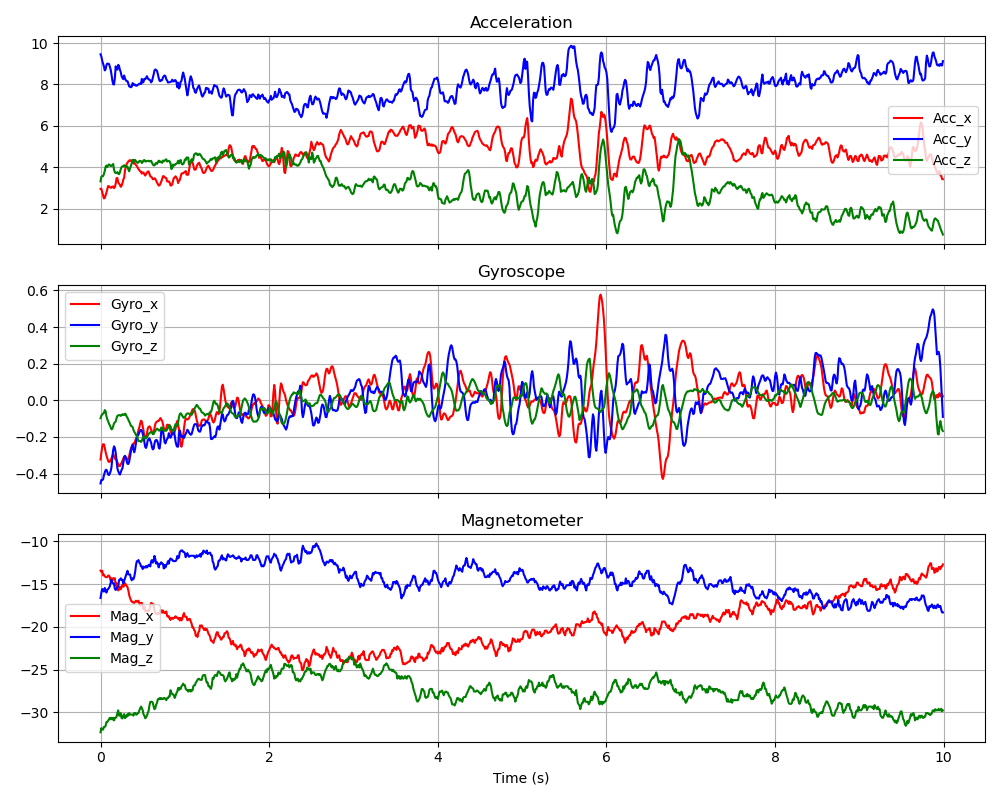 Acceleration
10
8
6
4
2
Acc_x
Acc_y
Acc_z
Gyroscope
0.6
0.4
0.2
0.0
−0.2
−0.4
Gyro_x
Gyro_y
Gyro_z
Magnetometer
−10
−15
−20
−25
−30
Mag_x
Mag_y
Mag_z
0 2 4 6 8 10
Time (s)